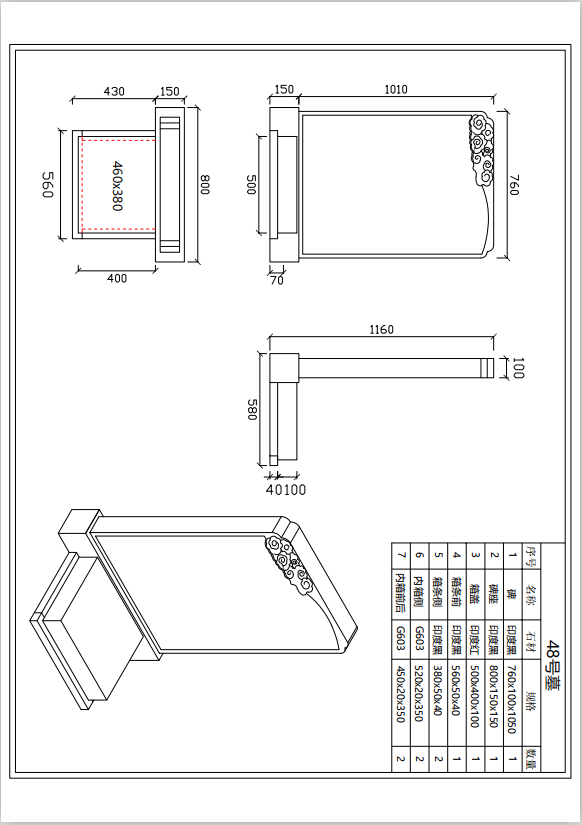 430
150
150
1010
560
460x380
800
500
760
400
70
1160
100
580
40 100
48号墓
序号 名称 石材 规格 数量
1 碑 印度黑 760x100x1050 1
2 碑座 印度黑 800x150x150 1
3 箱盖 印度红 500x400x100 1
4 箱条前 印度黑 560x50x40 1
5 箱条侧 印度黑 380x50x40 2
6 内箱侧 G603 520x20x350 2
7 内箱前后 G603 450x20x350 2